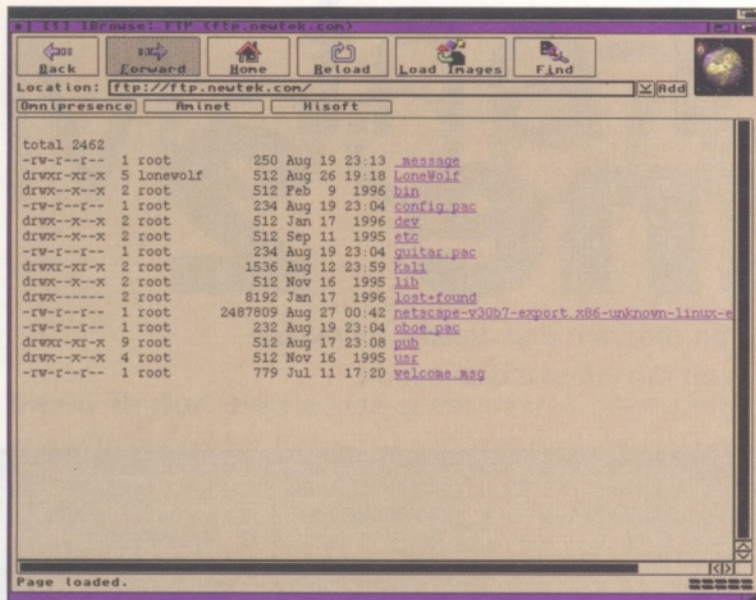 [1] IBrowse: FTP (ftp.newtek.com)
Back Forward Home Reload Load Images Find
Location: ftp://ftp.newtek.com/ Add
Omnipresence Aminet Hisoft
total 2462
-rw-r--r-- 1 root 250 Aug 19 23:13 _message
drwxr-xr-x 5 lonewolf 512 Aug 26 19:18 LoneWolf
drwx--x--x 2 root 512 Feb 9 1996 bin
-rw-r--r-- 1 root 234 Aug 19 23:04 config.pac
drwx--x--x 2 root 512 Jan 17 1996 dev
drwx--x--x 2 root 512 Sep 11 1995 etc
-rw-r--r-- 1 root 234 Aug 19 23:04 guitar.pac
drwxr-xr-x 2 root 1536 Aug 12 23:59 kali
drwx--x--x 2 root 512 Nov 16 1995 lib
drwx------ 2 root 8192 Jan 17 1996 lost+found
-rw-r--r-- 1 root 2487809 Aug 27 00:42 netscape-v30b7-export.x86-unknown-linux-e
-rw-r--r-- 1 root 232 Aug 19 23:04 oboe.pac
drwxr-xr-x 9 root 512 Aug 17 23:08 pub
drwx--x--x 4 root 512 Nov 16 1995 usr
-rw-r--r-- 1 root 779 Jul 11 17:20 welcome.msg
Page loaded.